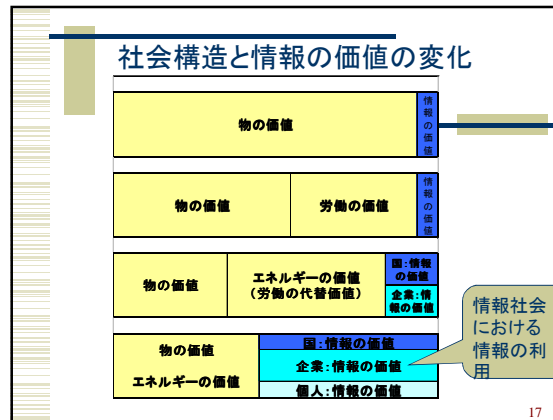 社会構造と情報の価値の変化
物の価値
情報の価値
物の価値
労働の価値
情報の価値
物の価値
エネルギーの価値
(労働の代替価値)
国:情報
の価値
企業:情
報の価値
物の価値
エネルギーの価値
国:情報の価値
企業:情報の価値
個人:情報の価値
情報社会
における
情報の利
用
17